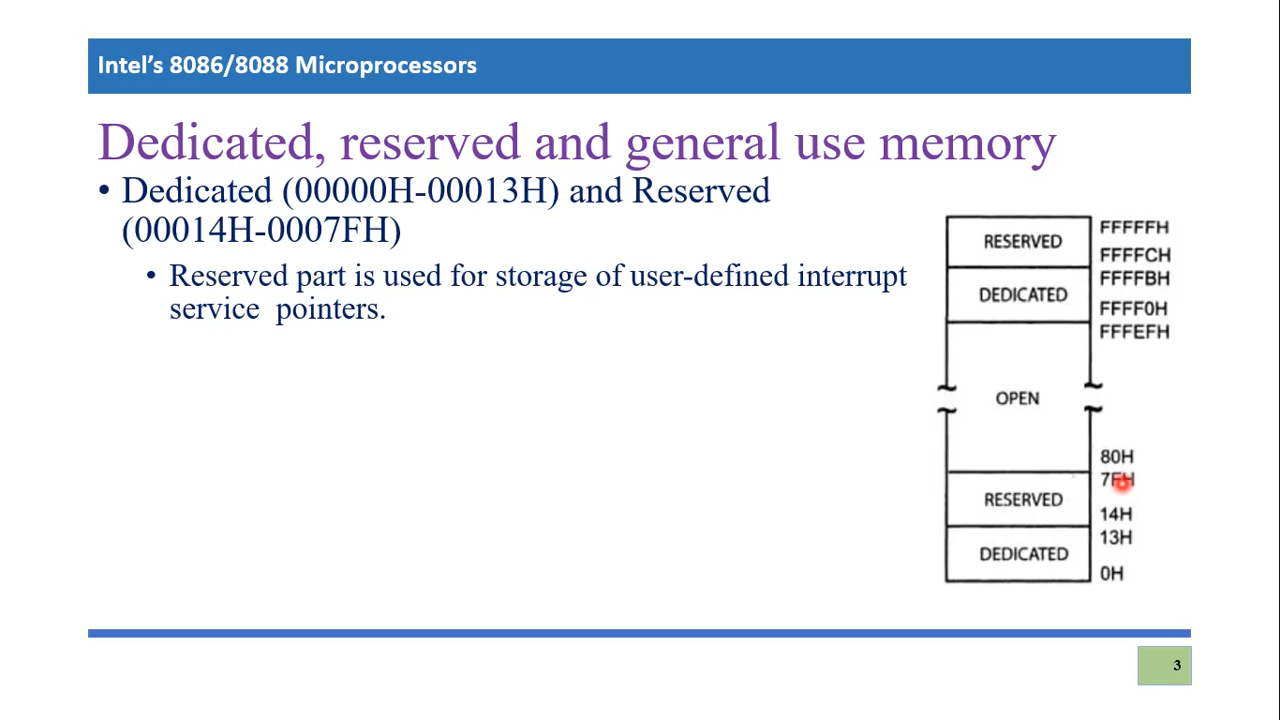 Intel's 8086/8088 Microprocessors
Dedicated, reserved and general use memory
• Dedicated (00000H-00013H) and Reserved
(00014H-0007FH)
• Reserved part is used for storage of user-defined interrupt
service pointers.
RESERVED
FFFFFH
FFFFCH
DEDICATED
FFFFBH
FFFF0H
FFFEFH
OPEN
80H
7FH
RESERVED
14H
13H
DEDICATED
0H
3